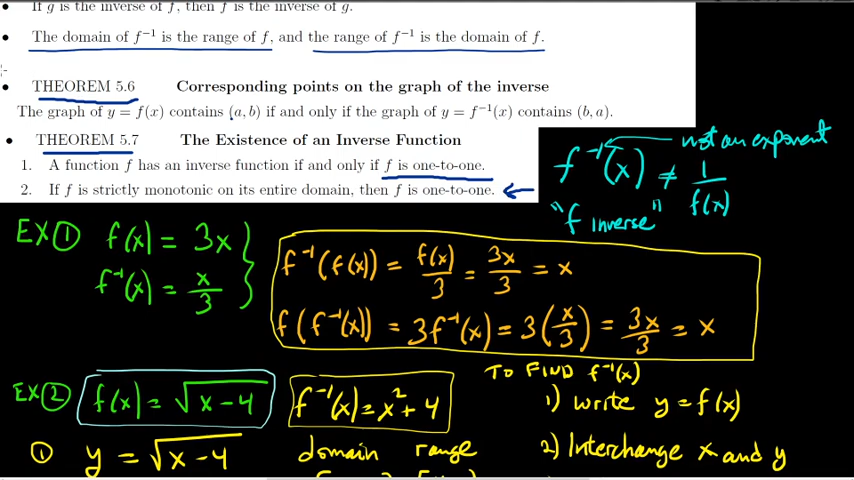 • If g is the inverse of f, then f is the inverse of g.
• The domain of f⁻¹ is the range of f, and the range of f⁻¹ is the domain of f.
• THEOREM 5.6 Corresponding points on the graph of the inverse
The graph of y = f(x) contains (a, b) if and only if the graph of y = f⁻¹(x) contains (b, a).
• THEOREM 5.7 The Existence of an Inverse Function
1. A function f has an inverse function if and only if f is one-to-one.
2. If f is strictly monotonic on its entire domain, then f is one-to-one.
not an exponent
f⁻¹(x) ≠ 1/f(x)
"f inverse"
EX① f(x) = 3x
f⁻¹(x) = x/3
f⁻¹(f(x)) = f(x)/3 = 3x/3 = x
f(f⁻¹(x)) = 3f⁻¹(x) = 3(x/3) = 3x/3 = x
EX② f(x) = √(x-4) f⁻¹(x) = x² + 4
TO FIND f⁻¹(x)
1) Write y = f(x)
① y = √(x-4) domain range
2) Interchange x and y